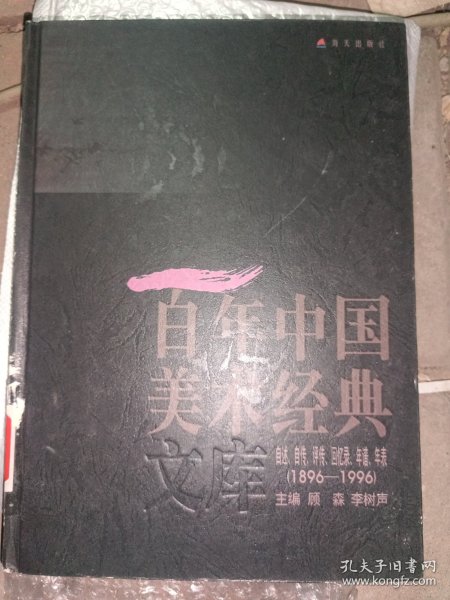 海天出版社
百年中国
美术经典
文库
自述、自传、评传、回忆录、年谱、年表
(1896—1996)
主编 顾 森 李树声
孔夫子旧书网
www.kongfz.com